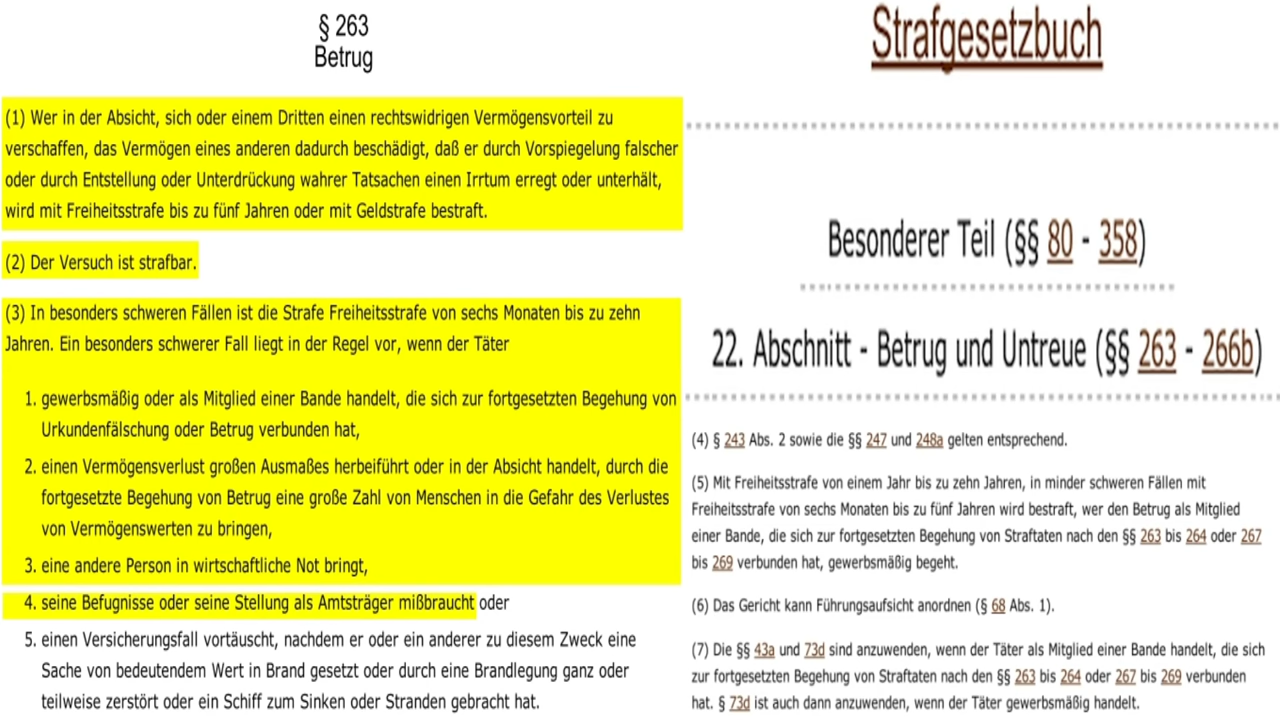 § 263
Betrug
(1) Wer in der Absicht, sich oder einem Dritten einen rechtswidrigen Vermögensvorteil zu
verschaffen, das Vermögen eines anderen dadurch beschädigt, daß er durch Vorspiegelung falscher
oder durch Entstellung oder Unterdrückung wahrer Tatsachen einen Irrtum erregt oder unterhält,
wird mit Freiheitsstrafe bis zu fünf Jahren oder mit Geldstrafe bestraft.
(2) Der Versuch ist strafbar.
(3) In besonders schweren Fällen ist die Strafe Freiheitsstrafe von sechs Monaten bis zu zehn
Jahren. Ein besonders schwerer Fall liegt in der Regel vor, wenn der Täter
1. gewerbsmäßig oder als Mitglied einer Bande handelt, die sich zur fortgesetzten Begehung von
Urkundenfälschung oder Betrug verbunden hat,
2. einen Vermögensverlust großen Ausmaßes herbeiführt oder in der Absicht handelt, durch die
fortgesetzte Begehung von Betrug eine große Zahl von Menschen in die Gefahr des Verlustes
von Vermögenswerten zu bringen,
3. eine andere Person in wirtschaftliche Not bringt,
4. seine Befugnisse oder seine Stellung als Amtsträger mißbraucht oder
5. einen Versicherungsfall vortäuscht, nachdem er oder ein anderer zu diesem Zweck eine
Sache von bedeutendem Wert in Brand gesetzt oder durch eine Brandlegung ganz oder
teilweise zerstört oder ein Schiff zum Sinken oder Stranden gebracht hat.
Strafgesetzbuch
Besonderer Teil (§§ 80 - 358)
22. Abschnitt - Betrug und Untreue (§§ 263 - 266b)
(4) § 243 Abs. 2 sowie die §§ 247 und 248a gelten entsprechend.
(5) Mit Freiheitsstrafe von einem Jahr bis zu zehn Jahren, in minder schweren Fällen mit
Freiheitsstrafe von sechs Monaten bis zu fünf Jahren wird bestraft, wer den Betrug als Mitglied
einer Bande, die sich zur fortgesetzten Begehung von Straftaten nach den §§ 263 bis 264 oder 267
bis 269 verbunden hat, gewerbsmäßig begeht.
(6) Das Gericht kann Führungsaufsicht anordnen (§ 68 Abs. 1).
(7) Die §§ 43a und 73d sind anzuwenden, wenn der Täter als Mitglied einer Bande handelt, die sich
zur fortgesetzten Begehung von Straftaten nach den §§ 263 bis 264 oder 267 bis 269 verbunden
hat. § 73d ist auch dann anzuwenden, wenn der Täter gewerbsmäßig handelt.